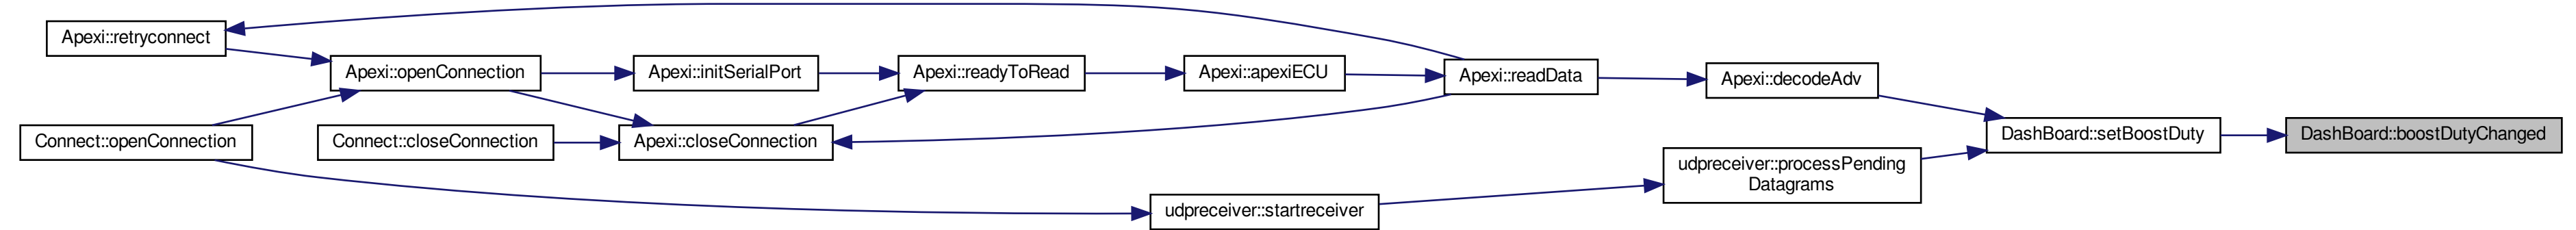 Apexi::retryconnect
Apexi::openConnection
Apexi::initSerialPort
Apexi::readyToRead
Apexi::apexiECU
Apexi::readData
Apexi::decodeAdv
Connect::openConnection
Connect::closeConnection
Apexi::closeConnection
DashBoard::setBoostDuty
DashBoard::boostDutyChanged
udpreceiver::processPending
Datagrams
udpreceiver::startreceiver